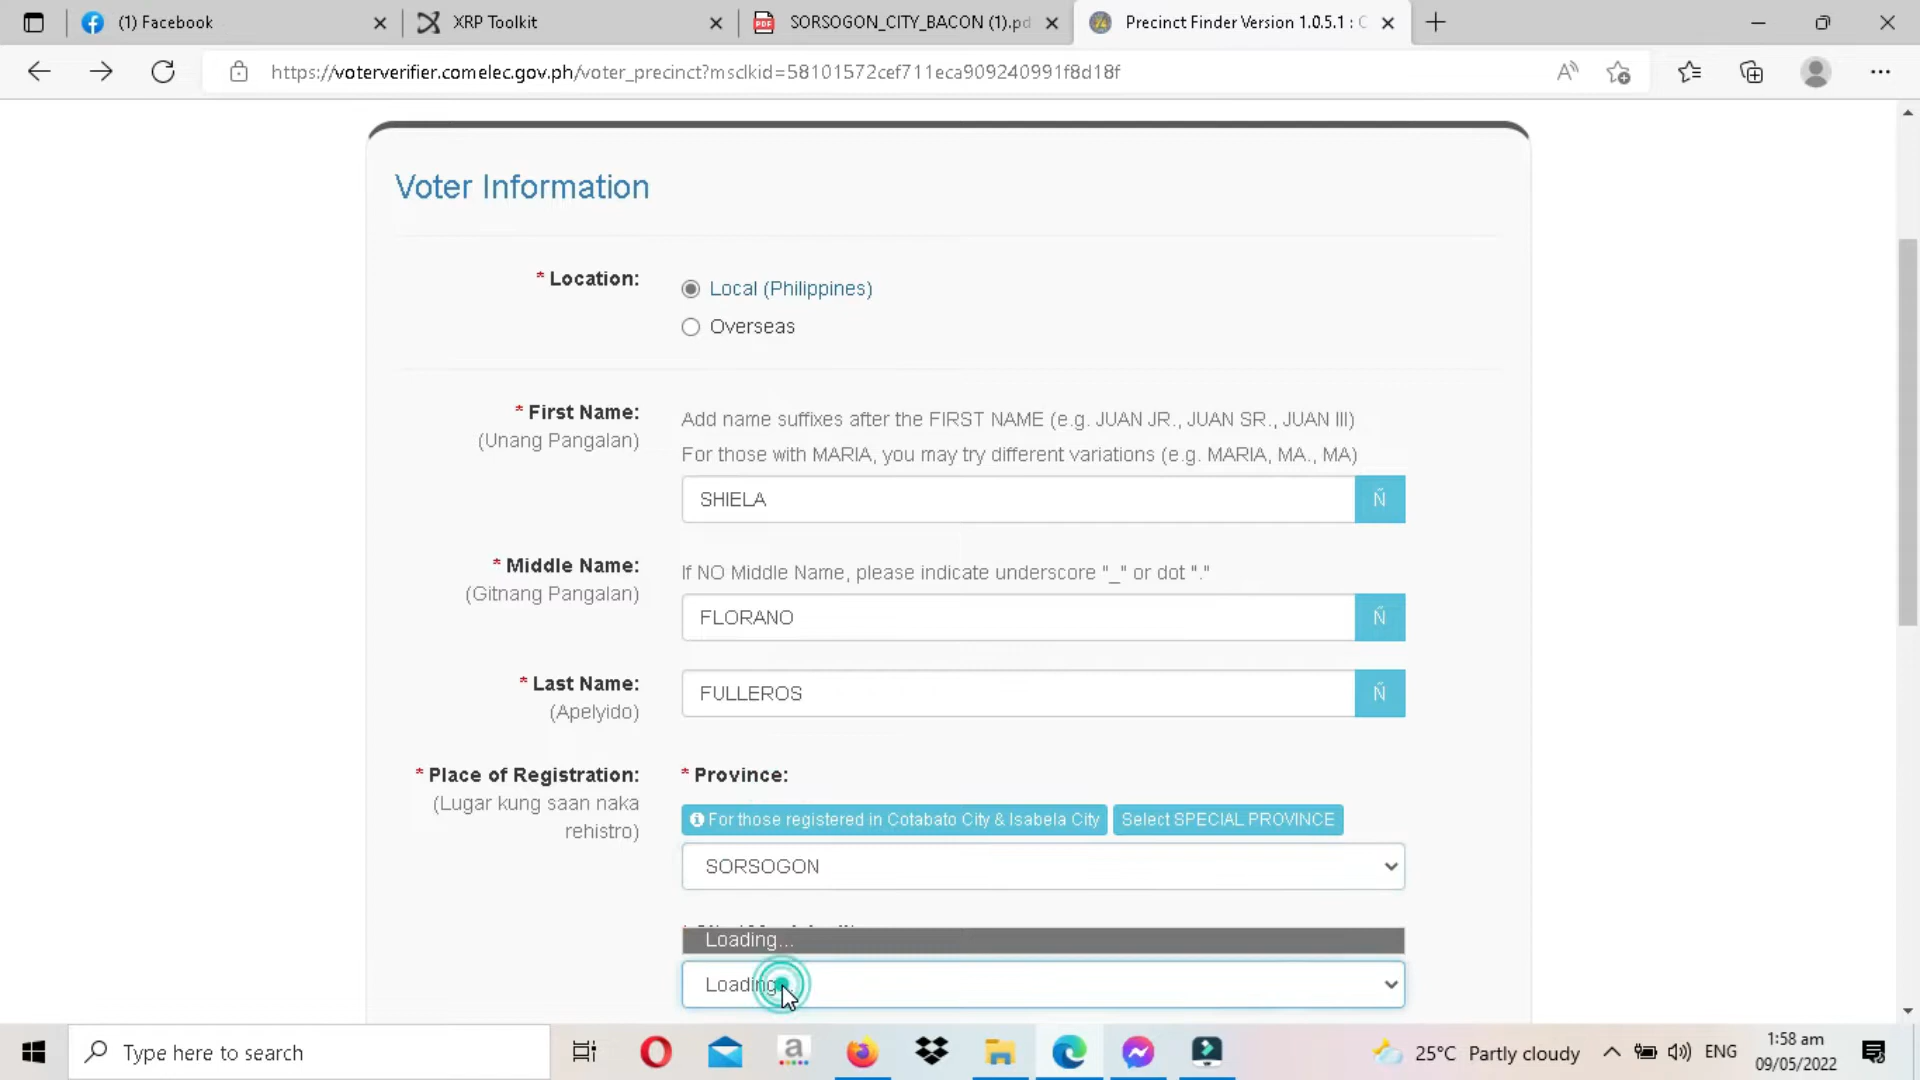 (1) Facebook
XRP Toolkit
SORSOGON_CITY_BACON (1).pd
Precinct Finder Version 1.0.5.1 : C
https://voterverifier.comelec.gov.ph/voter_precinct?msclkid=58101572cef711eca909240991f8d18f
Voter Information
* Location:
Local (Philippines)
Overseas
* First Name:
(Unang Pangalan)
Add name suffixes after the FIRST NAME (e.g. JUAN JR., JUAN SR., JUAN III)
For those with MARIA, you may try different variations (e.g. MARIA, MA., MA)
SHIELA
Ñ
* Middle Name:
(Gitnang Pangalan)
If NO Middle Name, please indicate underscore "_" or dot "."
FLORANO
Ñ
* Last Name:
(Apelyido)
FULLEROS
Ñ
* Place of Registration:
(Lugar kung saan naka
rehistro)
* Province:
For those registered in Cotabato City & Isabela City
Select SPECIAL PROVINCE
SORSOGON
Loading...
Loading...
Type here to search
25°C Partly cloudy
ENG
1:58 am
09/05/2022